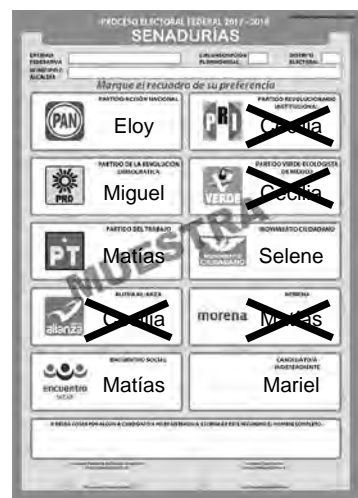 PROCESO ELECTORAL FEDERAL 2017 - 2018
SENADURÍAS
ENTIDAD FEDERATIVA
CIRCUNSCRIPCIÓN PLURINOMINAL
DISTRITO ELECTORAL
MUNICIPIO O ALCALDÍA
Marque el recuadro de su preferencia
PARTIDO ACCIÓN NACIONAL
PAN
Eloy
PARTIDO REVOLUCIONARIO INSTITUCIONAL
PRI
Cecilia
PARTIDO DE LA REVOLUCIÓN DEMOCRÁTICA
PRD
Miguel
PARTIDO VERDE ECOLOGISTA DE MÉXICO
VERDE
Cecilia
PARTIDO DEL TRABAJO
PT
Matías
MOVIMIENTO CIUDADANO
MOVIMIENTO CIUDADANO
Selene
MUESTRA
NUEVA ALIANZA
alianza
Cecilia
MORENA
morena
Matías
ENCUENTRO SOCIAL
encuentro
social
Matías
CANDIDATO/A INDEPENDIENTE
Mariel